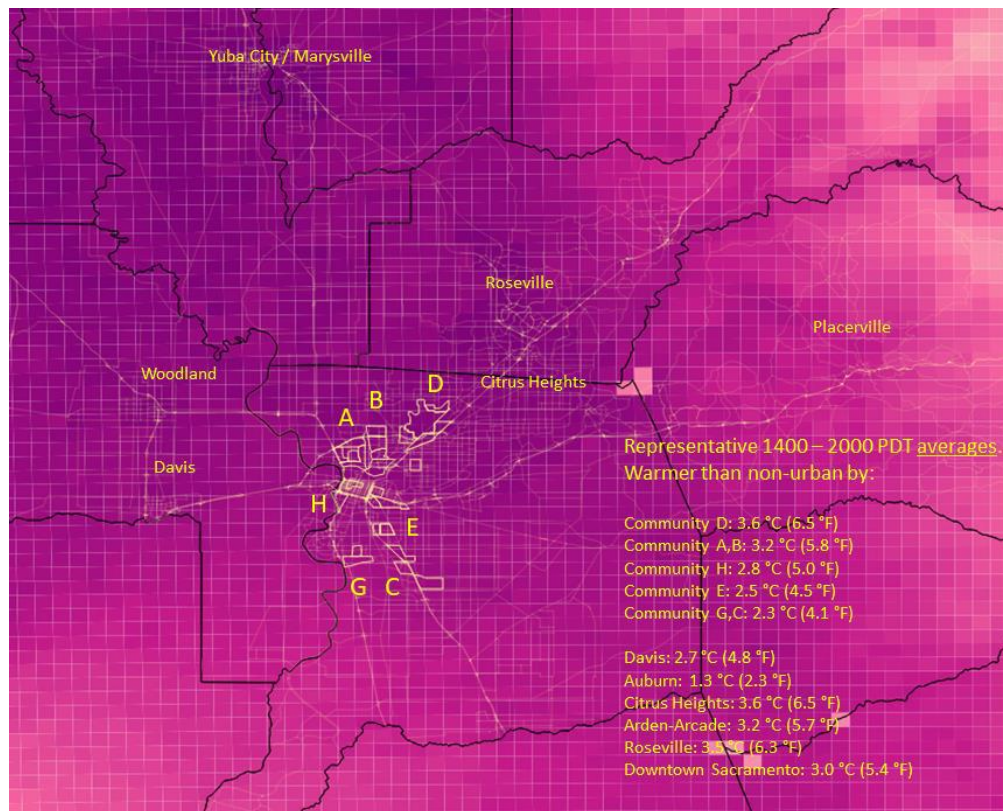 Yuba City / Marysville
Roseville
Placerville
Woodland
Citrus Heights
D
B
A
Davis
H
E
G
C
Representative 1400 – 2000 PDT averages.
Warmer than non-urban by:
Community D: 3.6 °C (6.5 °F)
Community A,B: 3.2 °C (5.8 °F)
Community H: 2.8 °C (5.0 °F)
Community E: 2.5 °C (4.5 °F)
Community G,C: 2.3 °C (4.1 °F)
Davis: 2.7 °C (4.8 °F)
Auburn: 1.3 °C (2.3 °F)
Citrus Heights: 3.6 °C (6.5 °F)
Arden-Arcade: 3.2 °C (5.7 °F)
Roseville: 3.5 °C (6.3 °F)
Downtown Sacramento: 3.0 °C (5.4 °F)